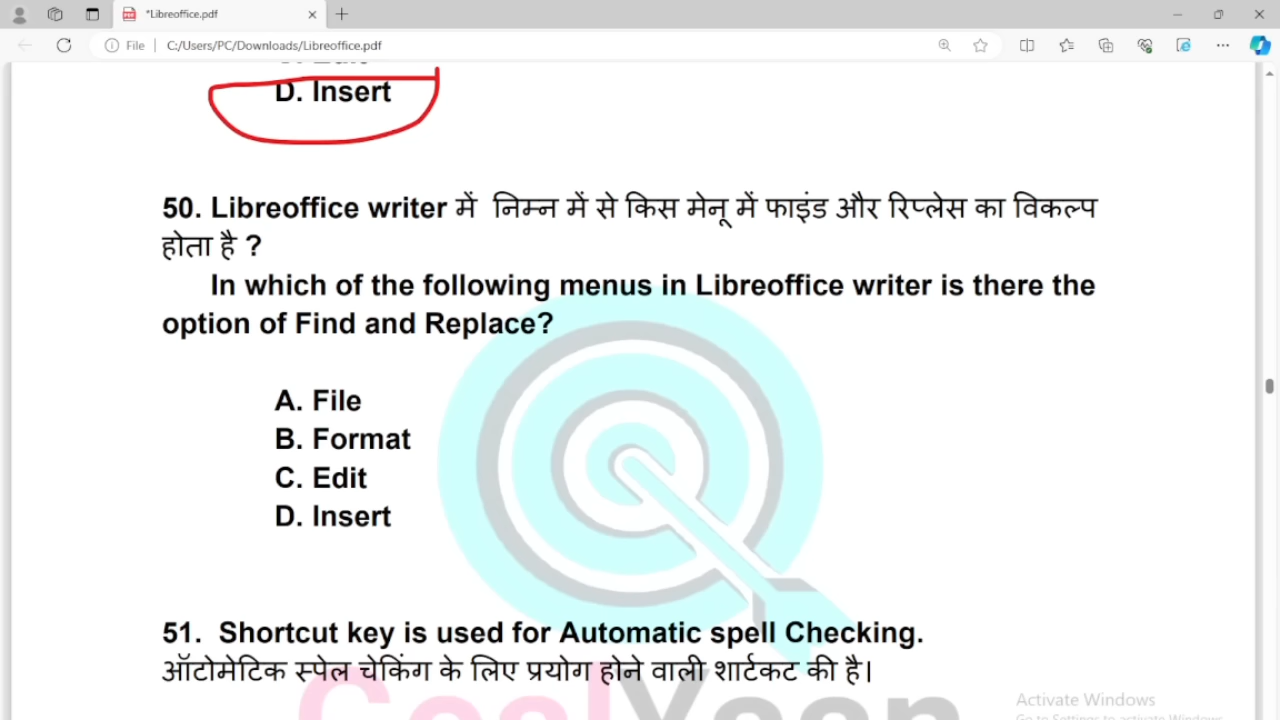 *Libreoffice.pdf
File
C:/Users/PC/Downloads/Libreoffice.pdf
D. Insert
50. Libreoffice writer में निम्न में से किस मेनू में फाइंड और रिप्लेस का विकल्प
होता है ?
In which of the following menus in Libreoffice writer is there the
option of Find and Replace?
A. File
B. Format
C. Edit
D. Insert
51. Shortcut key is used for Automatic spell Checking.
ऑटोमेटिक स्पेल चेकिंग के लिए प्रयोग होने वाली शार्टकट की है।
Activate Windows